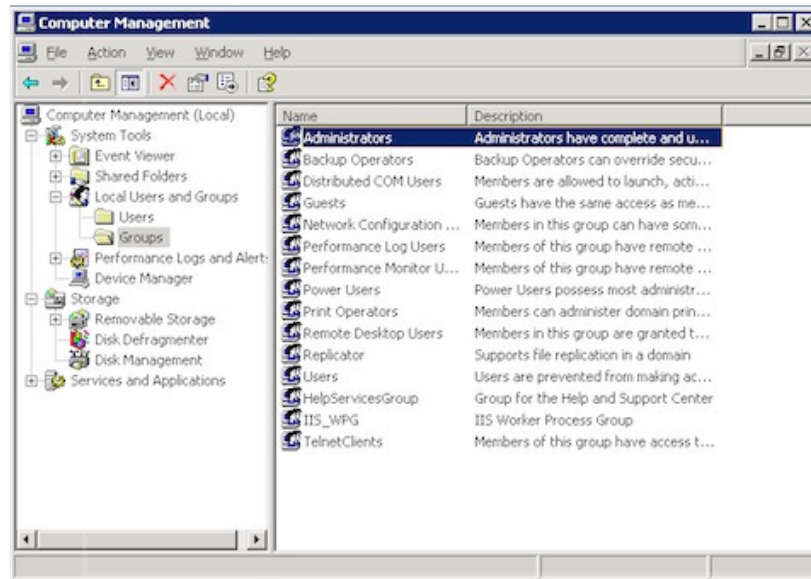 Computer Management
File Action View Window Help
Computer Management (Local)
System Tools
Event Viewer
Shared Folders
Local Users and Groups
Users
Groups
Performance Logs and Alert:
Device Manager
Storage
Removable Storage
Disk Defragmenter
Disk Management
Services and Applications
Name Description
Administrators Administrators have complete and u...
Backup Operators Backup Operators can override secu...
Distributed COM Users Members are allowed to launch, acti...
Guests Guests have the same access as me...
Network Configuration ... Members in this group can have som...
Performance Log Users Members of this group have remote ...
Performance Monitor U... Members of this group have remote ...
Power Users Power Users possess most administr...
Print Operators Members can administer domain prin...
Remote Desktop Users Members in this group are granted t...
Replicator Supports file replication in a domain
Users Users are prevented from making ac...
HelpServicesGroup Group for the Help and Support Center
IIS_WPG IIS Worker Process Group
TelnetClients Members of this group have access t...